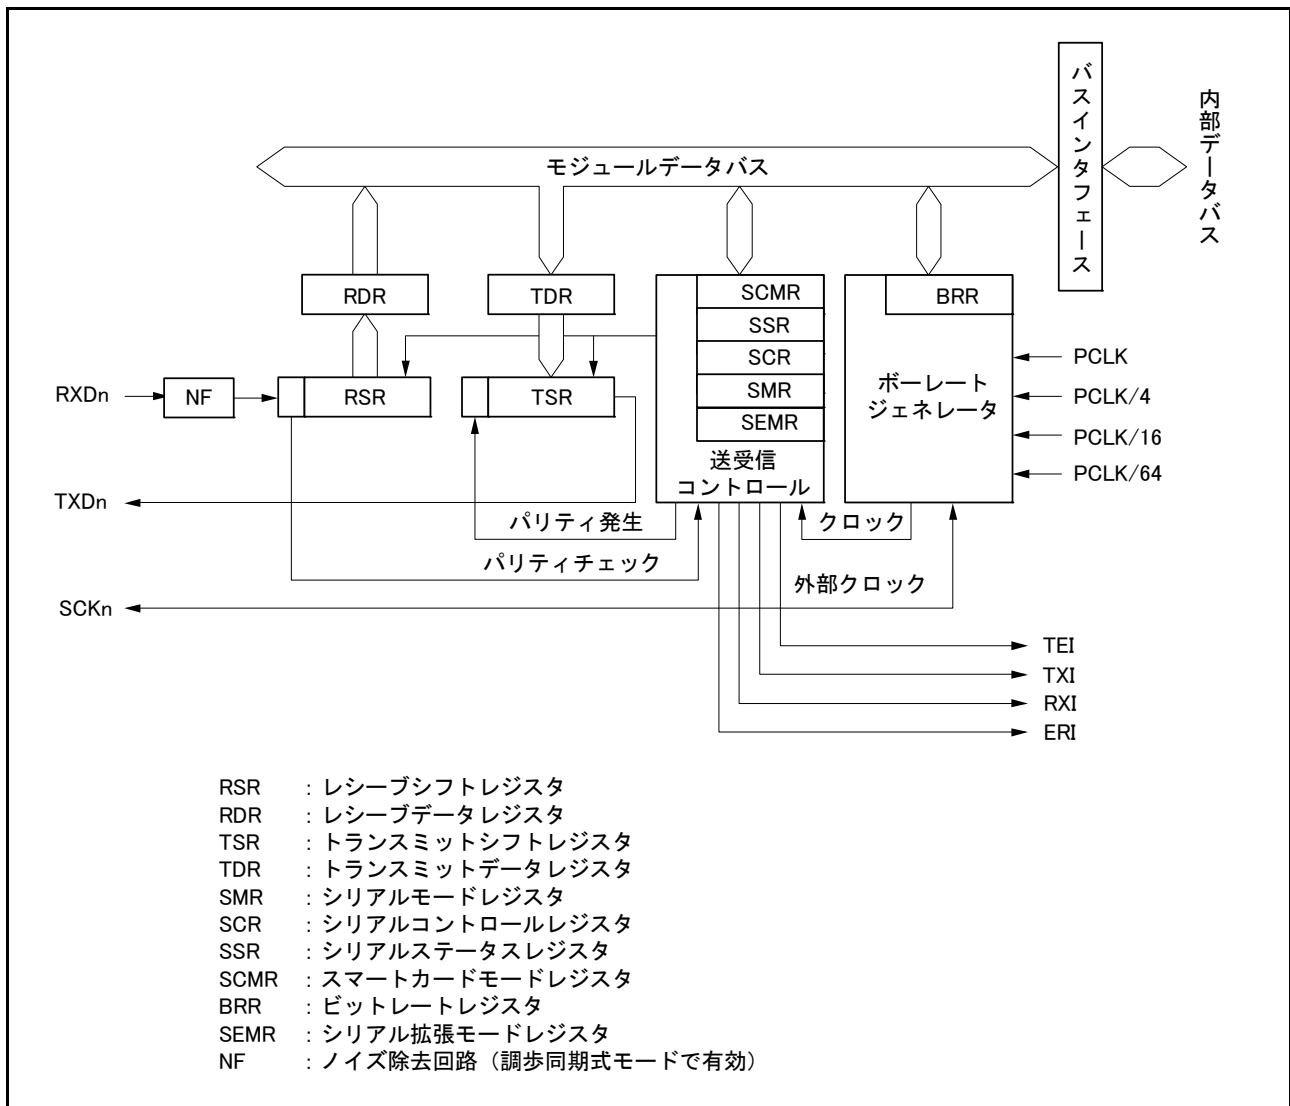 バスインタフェース
内部データバス
モジュールデータバス
RDR
TDR
SCMR
BRR
SSR
SCR
SMR
SEMR
送受信
コントロール
ボーレート
ジェネレータ
PCLK
PCLK/4
PCLK/16
PCLK/64
RXDn
NF
RSR
TSR
TXDn
パリティ発生
クロック
パリティチェック
外部クロック
SCKn
TEI
TXI
RXI
ERI
RSR : レシーブシフトレジスタ
RDR : レシーブデータレジスタ
TSR : トランスミットシフトレジスタ
TDR : トランスミットデータレジスタ
SMR : シリアルモードレジスタ
SCR : シリアルコントロールレジスタ
SSR : シリアルステータスレジスタ
SCMR : スマートカードモードレジスタ
BRR : ビットレートレジスタ
SEMR : シリアル拡張モードレジスタ
NF : ノイズ除去回路（調歩同期式モードで有効）